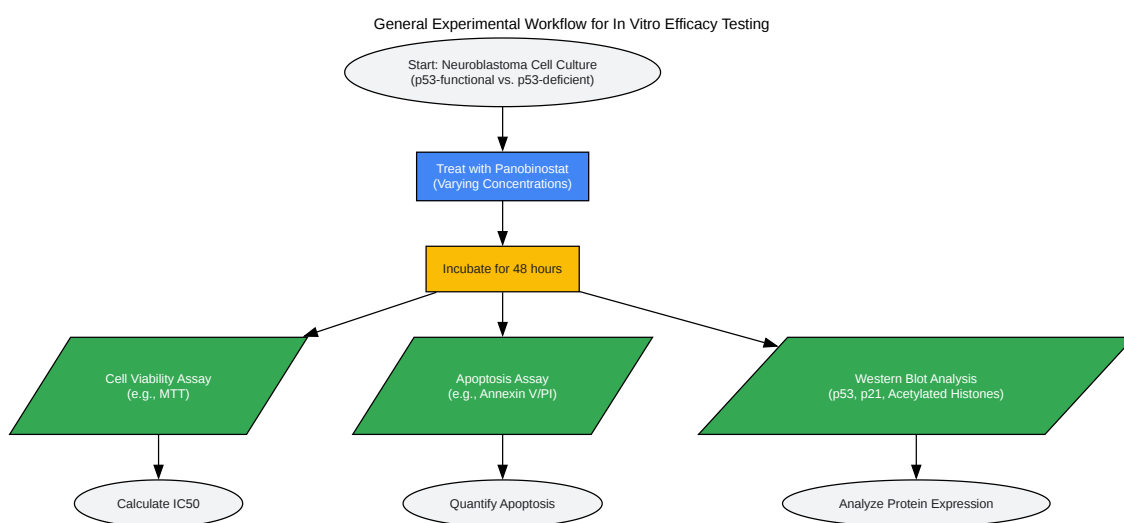 General Experimental Workflow for In Vitro Efficacy Testing
Start: Neuroblastoma Cell Culture
(p53-functional vs. p53-deficient)
Treat with Panobinostat
(Varying Concentrations)
Incubate for 48 hours
Cell Viability Assay
(e.g., MTT)
Apoptosis Assay
(e.g., Annexin V/PI)
Western Blot Analysis
(p53, p21, Acetylated Histones)
Calculate IC50
Quantify Apoptosis
Analyze Protein Expression